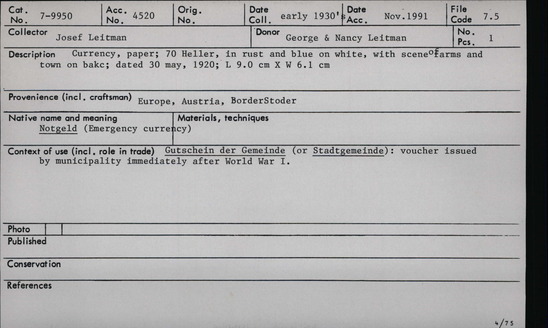 Cat. No. 7-9950 Acc. No. 4520 Orig. No. Date Coll. early 1930's Date Acc. Nov.1991 File Code 7.5
Collector Josef Leitman Donor George & Nancy Leitman No. Pcs. 1
Description Currency, paper; 70 Heller, in rust and blue on white, with scene of farms and
town on bakc; dated 30 may, 1920; L 9.0 cm X W 6.1 cm
Provenience (incl. craftsman) Europe, Austria, BorderStoder
Native name and meaning Materials, techniques
Notgeld (Emergency currency)
Context of use (incl. role in trade) Gutschein der Gemeinde (or Stadtgemeinde): voucher issued
by municipality immediately after World War I.
Photo
Published
Conservation
References
4/75